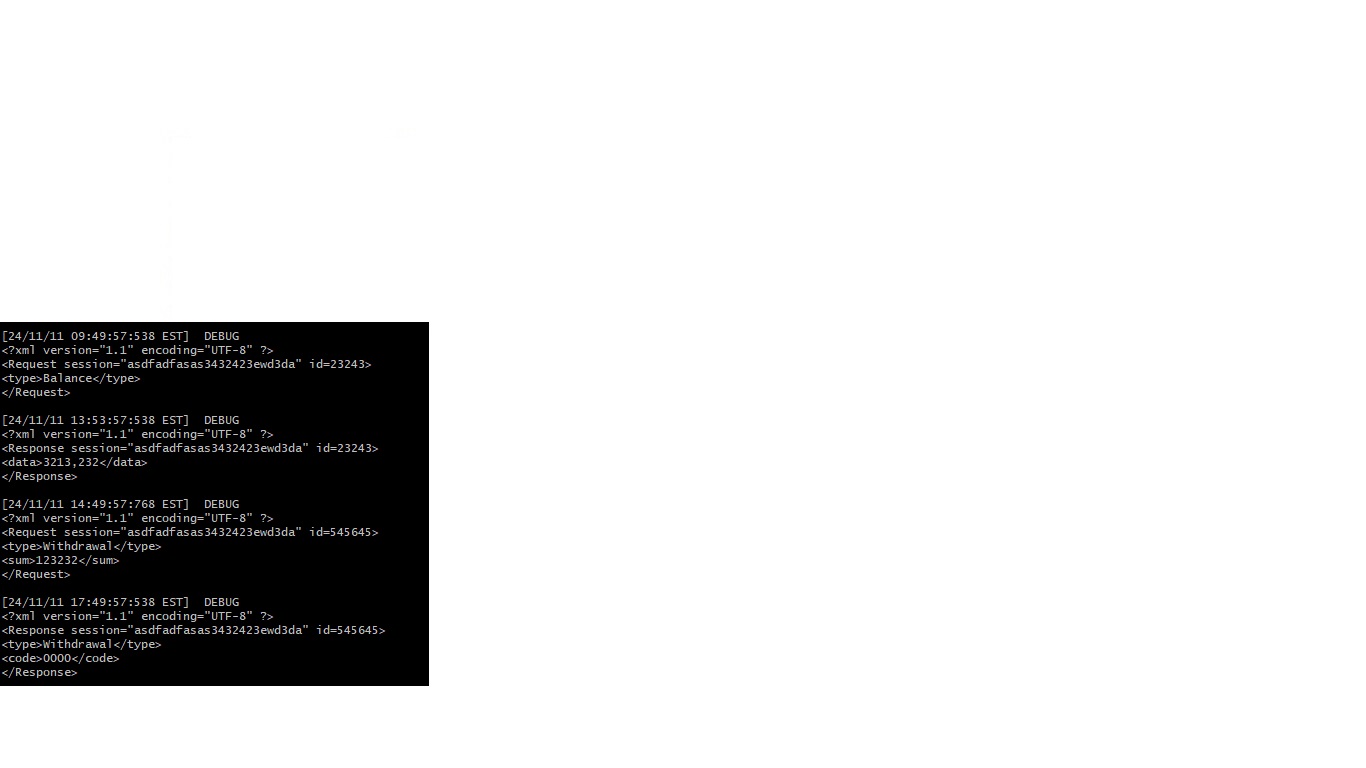 [24/11/11 09:49:57:538 EST]  DEBUG
<?xml version="1.1" encoding="UTF-8" ?>
<Request session="asdfadfasas3432423ewd3da" id=23243>
<type>Balance</type>
</Request>
[24/11/11 13:53:57:538 EST]  DEBUG
<?xml version="1.1" encoding="UTF-8" ?>
<Response session="asdfadfasas3432423ewd3da" id=23243>
<data>3213,232</data>
</Response>
[24/11/11 14:49:57:768 EST]  DEBUG
<?xml version="1.1" encoding="UTF-8" ?>
<Request session="asdfadfasas3432423ewd3da" id=545645>
<type>Withdrawal</type>
<sum>123232</sum>
</Request>
[24/11/11 17:49:57:538 EST]  DEBUG
<?xml version="1.1" encoding="UTF-8" ?>
<Response session="asdfadfasas3432423ewd3da" id=545645>
<type>Withdrawal</type>
<code>0000</code>
</Response>